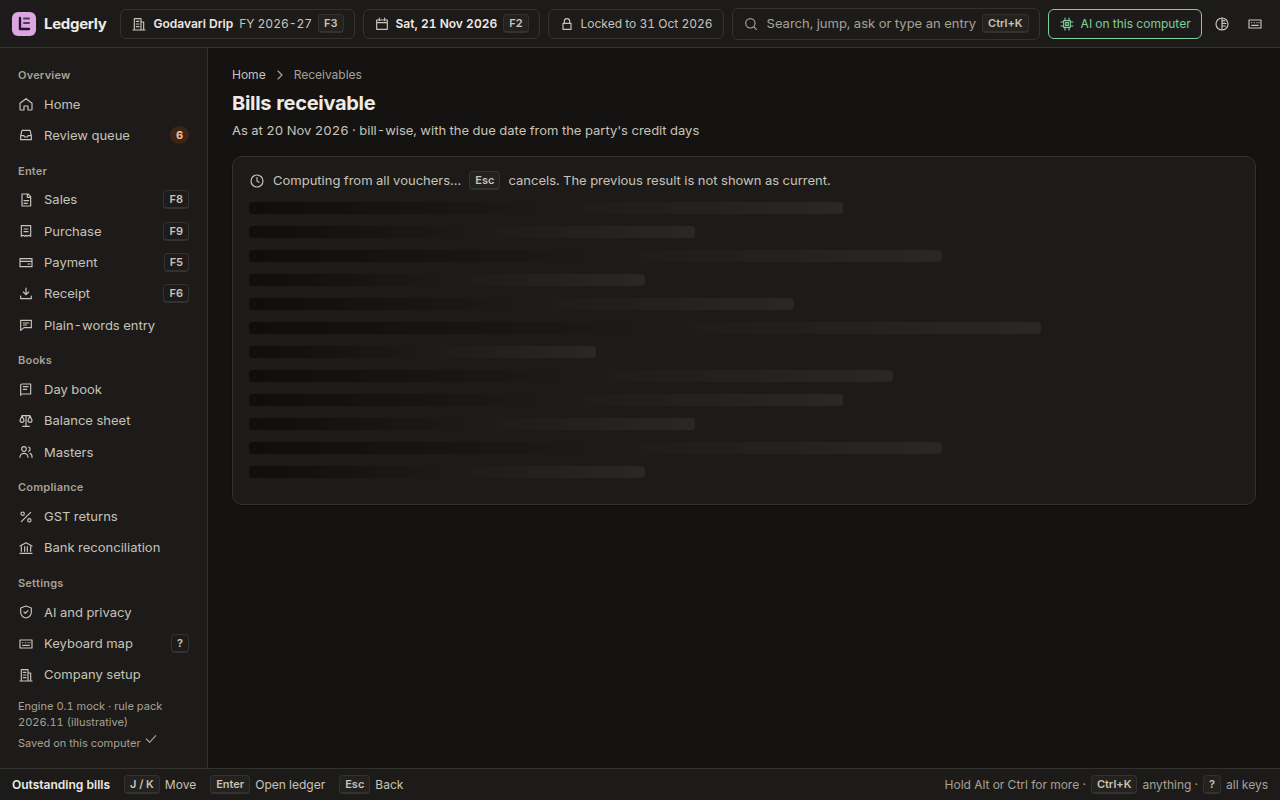 Ledgerly
Godavari Drip FY 2026-27 F3
Sat, 21 Nov 2026 F2
Locked to 31 Oct 2026
Search, jump, ask or type an entry Ctrl+K
AI on this computer
Overview
Home
Review queue 6
Enter
Sales F8
Purchase F9
Payment F5
Receipt F6
Plain-words entry
Books
Day book
Balance sheet
Masters
Compliance
GST returns
Bank reconciliation
Settings
AI and privacy
Keyboard map ?
Company setup
Engine 0.1 mock · rule pack
2026.11 (illustrative)
Saved on this computer
Home Receivables
Bills receivable
As at 20 Nov 2026 · bill-wise, with the due date from the party's credit days
Computing from all vouchers... Esc cancels. The previous result is not shown as current.
Outstanding bills J / K Move Enter Open ledger Esc Back
Hold Alt or Ctrl for more · Ctrl+K anything · ? all keys